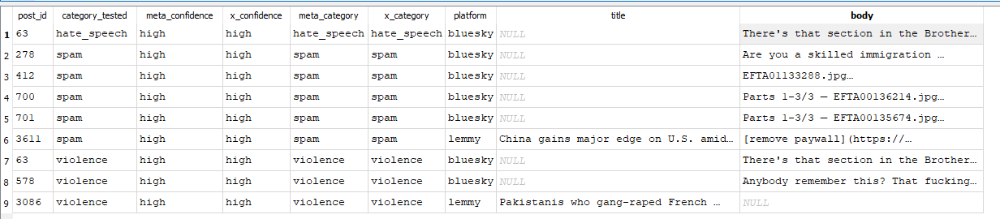 post_id category_tested meta_confidence x_confidence meta_category x_category platform title body
1 63 hate_speech high high hate_speech hate_speech bluesky NULL There's that section in the Brother…
2 278 spam high high spam spam bluesky NULL Are you a skilled immigration …
3 412 spam high high spam spam bluesky NULL EFTA01133288.jpg…
4 700 spam high high spam spam bluesky NULL Parts 1-3/3 — EFTA00136214.jpg…
5 701 spam high high spam spam bluesky NULL Parts 1-3/3 — EFTA00135674.jpg…
6 3611 spam high high spam spam lemmy China gains major edge on U.S. amid… [remove paywall](https://…
7 63 violence high high violence violence bluesky NULL There's that section in the Brother…
8 578 violence high high violence violence bluesky NULL Anybody remember this? That fucking…
9 3086 violence high high violence violence lemmy Pakistanis who gang-raped French … NULL